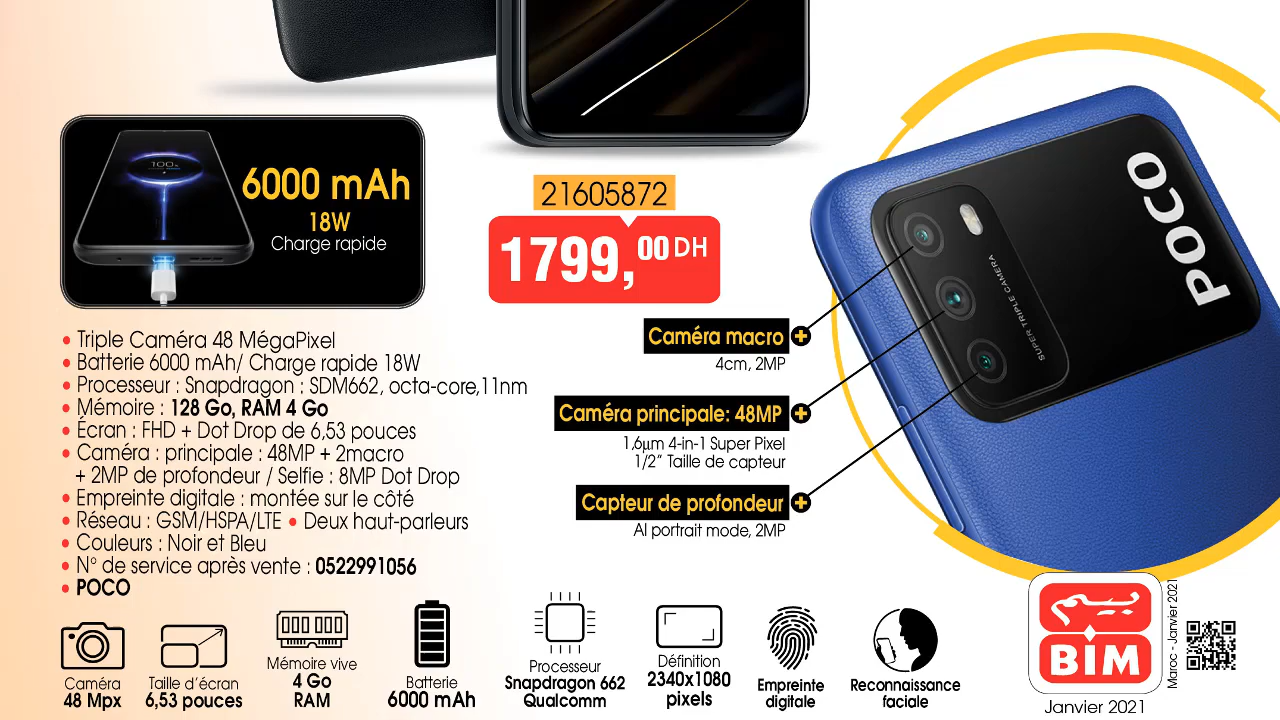 100%
6000 mAh
18W
Charge rapide
21605872
1799,00 DH
POCO
SUPER TRIPLE CAMERA
Caméra macro
4cm, 2MP
Caméra principale: 48MP
1,6µm 4-in-1 Super Pixel
1/2” Taille de capteur
Capteur de profondeur
AI portrait mode, 2MP
• Triple Caméra 48 MégaPixel
• Batterie 6000 mAh/ Charge rapide 18W
• Processeur : Snapdragon : SDM662, octa-core,11nm
• Mémoire : 128 Go, RAM 4 Go
• Écran : FHD + Dot Drop de 6,53 pouces
• Caméra : principale : 48MP + 2macro
+ 2MP de profondeur / Selfie : 8MP Dot Drop
• Empreinte digitale : montée sur le côté
• Réseau : GSM/HSPA/LTE • Deux haut-parleurs
• Couleurs : Noir et Bleu
• N° de service après vente : 0522991056
• POCO
Caméra
48 Mpx
Taille d’écran
6,53 pouces
Mémoire vive
4 Go
RAM
Batterie
6000 mAh
Processeur
Snapdragon 662
Qualcomm
Définition
2340x1080
pixels
Empreinte
digitale
Reconnaissance
faciale
بيم
BIM
Maroc - Janvier 2021
Janvier 2021